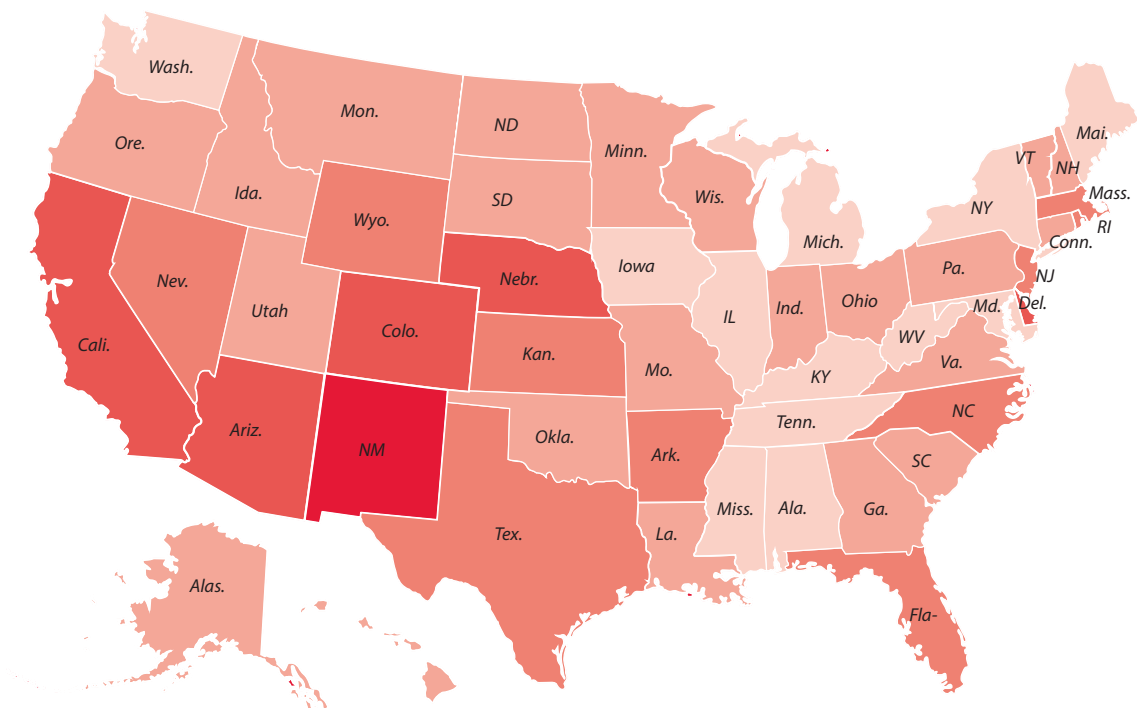 Wash.
Mon.
ND
Minn.
Ore.
Ida.
Wyo.
SD
Wis.
Mich.
Mai.
VT
NH
NY
Mass.
RI
Conn.
Nev.
Utah
Nebr.
Iowa
Pa.
NJ
Del.
Md.
Cali.
Colo.
Kan.
IL
Ind.
Ohio
WV
Va.
Mo.
KY
Ariz.
NM
Okla.
Ark.
Tenn.
NC
SC
Tex.
La.
Miss.
Ala.
Ga.
Alas.
Fla-